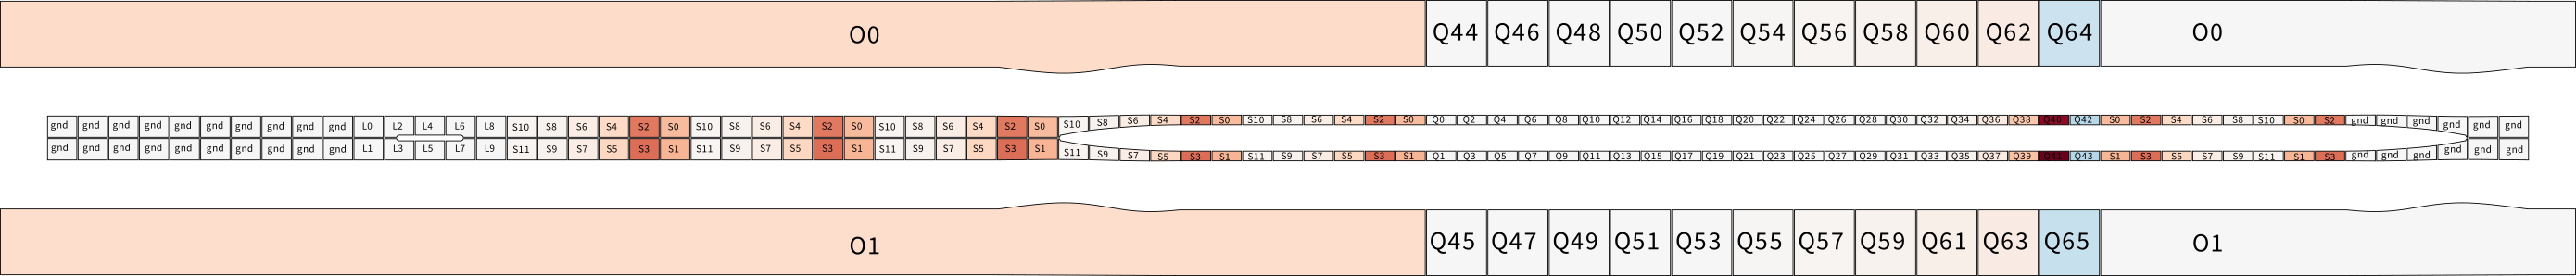 O0 Q44 Q46 Q48 Q50 Q52 Q54 Q56 Q58 Q60 Q62 Q64 O0
gnd gnd gnd gnd gnd gnd gnd gnd gnd gnd L0 L2 L4 L6 L8 S10 S8 S6 S4 S2 S0 S10 S8 S6 S4 S2 S0 S10 S8 S6 S4 S2 S0 S10 S8 S6 S4 S2 S0 S10 S8 S6 S4 S2 S0 Q0 Q2 Q4 Q6 Q8 Q10 Q12 Q14 Q16 Q18 Q20 Q22 Q24 Q26 Q28 Q30 Q32 Q34 Q36 Q38 Q40 Q42 S0 S2 S4 S6 S8 S10 S0 S2 gnd gnd gnd gnd gnd gnd
gnd gnd gnd gnd gnd gnd gnd gnd gnd gnd L1 L3 L5 L7 L9 S11 S9 S7 S5 S3 S1 S11 S9 S7 S5 S3 S1 S11 S9 S7 S5 S3 S1 S11 S9 S7 S5 S3 S1 S11 S9 S7 S5 S3 S1 Q1 Q3 Q5 Q7 Q9 Q11 Q13 Q15 Q17 Q19 Q21 Q23 Q25 Q27 Q29 Q31 Q33 Q35 Q37 Q39 Q41 Q43 S1 S3 S5 S7 S9 S11 S1 S3 gnd gnd gnd gnd gnd gnd
O1 Q45 Q47 Q49 Q51 Q53 Q55 Q57 Q59 Q61 Q63 Q65 O1